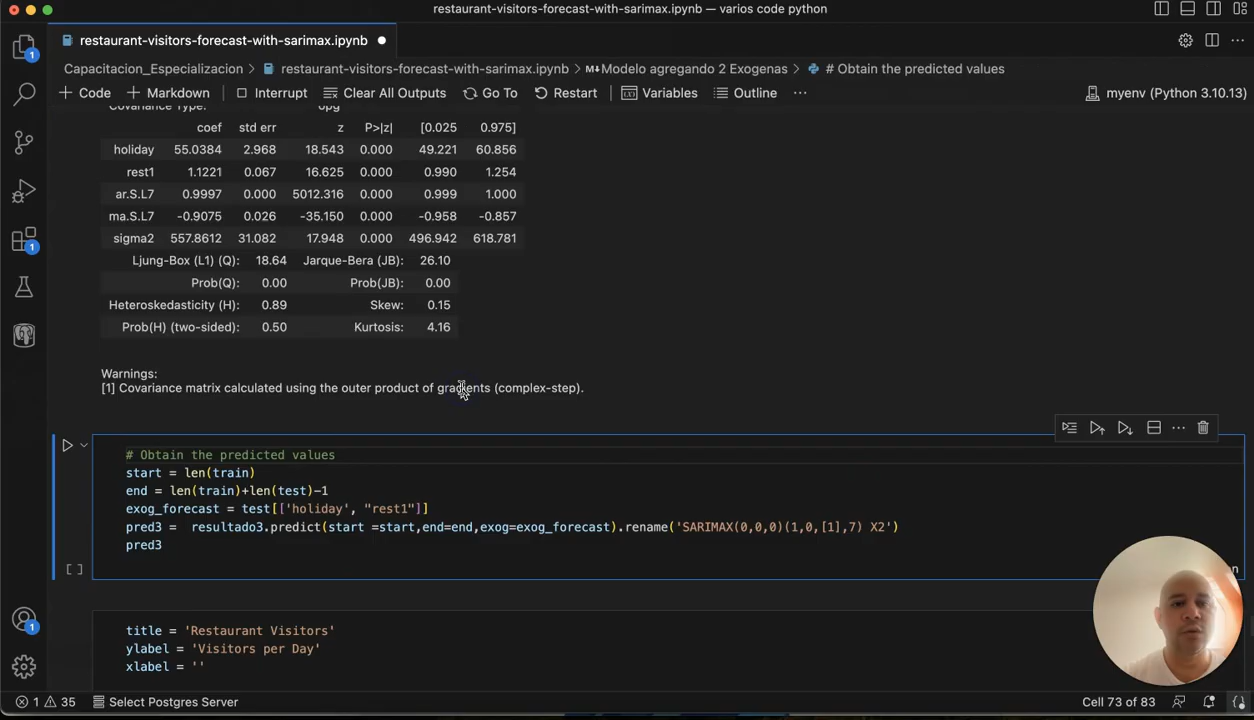 restaurant-visitors-forecast-with-sarimax.ipynb — varios code python
restaurant-visitors-forecast-with-sarimax.ipynb
Capacitacion_Especializacion > restaurant-visitors-forecast-with-sarimax.ipynb > M↓Modelo agregando 2 Exogenas > # Obtain the predicted values
+ Code + Markdown Interrupt Clear All Outputs Go To Restart Variables Outline ... myenv (Python 3.10.13)
Covariance Type: opg
coef std err z P>|z| [0.025 0.975]
holiday 55.0384 2.968 18.543 0.000 49.221 60.856
rest1 1.1221 0.067 16.625 0.000 0.990 1.254
ar.S.L7 0.9997 0.000 5012.316 0.000 0.999 1.000
ma.S.L7 -0.9075 0.026 -35.150 0.000 -0.958 -0.857
sigma2 557.8612 31.082 17.948 0.000 496.942 618.781
Ljung-Box (L1) (Q): 18.64 Jarque-Bera (JB): 26.10
Prob(Q): 0.00 Prob(JB): 0.00
Heteroskedasticity (H): 0.89 Skew: 0.15
Prob(H) (two-sided): 0.50 Kurtosis: 4.16
Warnings:
[1] Covariance matrix calculated using the outer product of gradients (complex-step).
# Obtain the predicted values
start = len(train)
end = len(train)+len(test)-1
exog_forecast = test[['holiday', "rest1"]]
pred3 = resultado3.predict(start =start,end=end,exog=exog_forecast).rename('SARIMAX(0,0,0)(1,0,[1],7) X2')
pred3
[ ]
title = 'Restaurant Visitors'
ylabel = 'Visitors per Day'
xlabel = ''
1 35 Select Postgres Server Cell 73 of 83
1
1
1